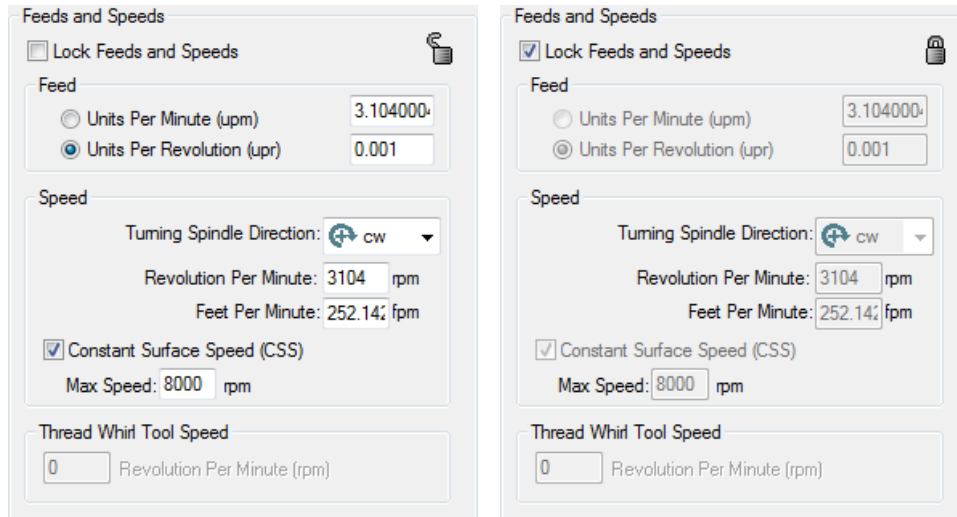 Feeds and Speeds
Lock Feeds and Speeds
Feed
Units Per Minute (upm) 3.104000
Units Per Revolution (upr) 0.001
Speed
Turning Spindle Direction: cw
Revolution Per Minute: 3104 rpm
Feet Per Minute: 252.142 fpm
Constant Surface Speed (CSS)
Max Speed: 8000 rpm
Thread Whirl Tool Speed
0 Revolution Per Minute (rpm)
Feeds and Speeds
Lock Feeds and Speeds
Feed
Units Per Minute (upm) 3.104000
Units Per Revolution (upr) 0.001
Speed
Turning Spindle Direction: cw
Revolution Per Minute: 3104 rpm
Feet Per Minute: 252.142 fpm
Constant Surface Speed (CSS)
Max Speed: 8000 rpm
Thread Whirl Tool Speed
0 Revolution Per Minute (rpm)